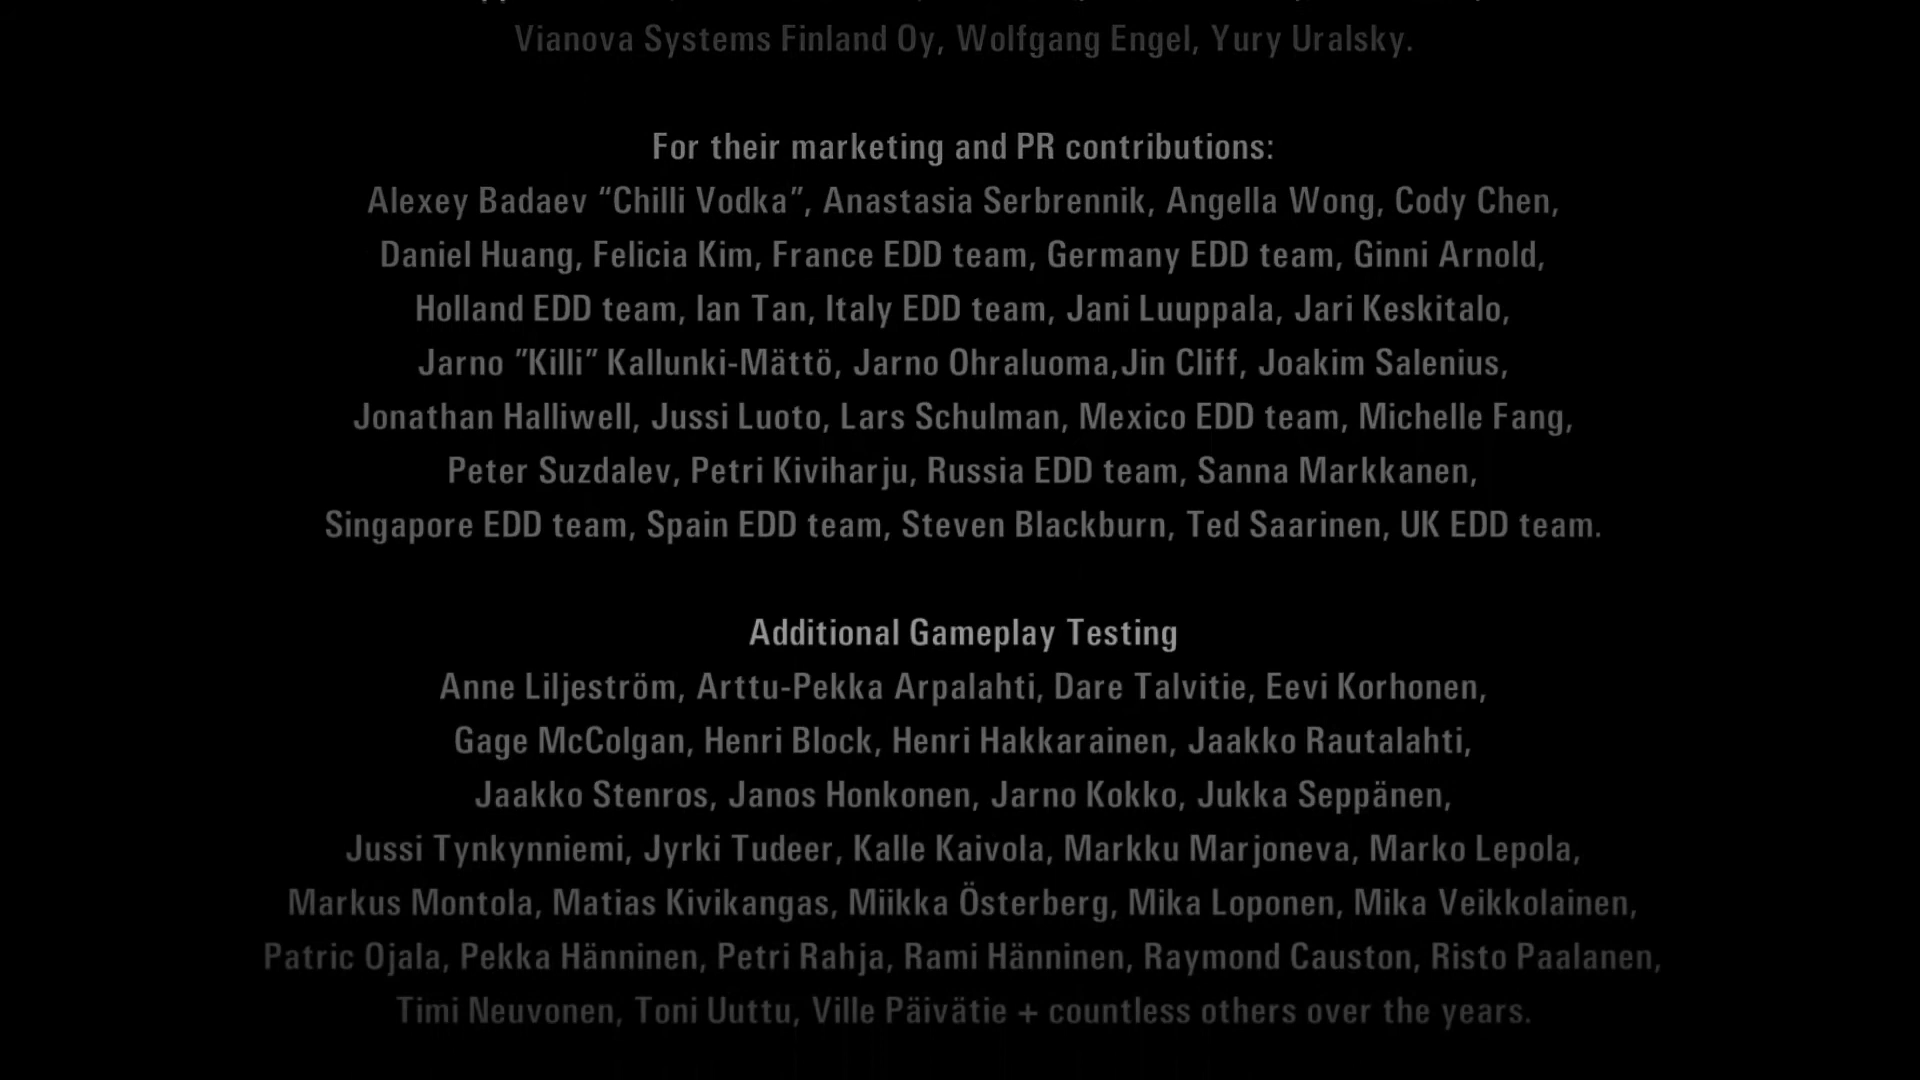 Vianova Systems Finland Oy, Wolfgang Engel, Yury Uralsky.
For their marketing and PR contributions:
Alexey Badaev “Chilli Vodka”, Anastasia Serbrennik, Angella Wong, Cody Chen,
Daniel Huang, Felicia Kim, France EDD team, Germany EDD team, Ginni Arnold,
Holland EDD team, Ian Tan, Italy EDD team, Jani Luuppala, Jari Keskitalo,
Jarno ”Killi” Kallunki-Mättö, Jarno Ohraluoma,Jin Cliff, Joakim Salenius,
Jonathan Halliwell, Jussi Luoto, Lars Schulman, Mexico EDD team, Michelle Fang,
Peter Suzdalev, Petri Kiviharju, Russia EDD team, Sanna Markkanen,
Singapore EDD team, Spain EDD team, Steven Blackburn, Ted Saarinen, UK EDD team.
Additional Gameplay Testing
Anne Liljeström, Arttu-Pekka Arpalahti, Dare Talvitie, Eevi Korhonen,
Gage McColgan, Henri Block, Henri Hakkarainen, Jaakko Rautalahti,
Jaakko Stenros, Janos Honkonen, Jarno Kokko, Jukka Seppänen,
Jussi Tynkynniemi, Jyrki Tudeer, Kalle Kaivola, Markku Marjoneva, Marko Lepola,
Markus Montola, Matias Kivikangas, Miikka Österberg, Mika Loponen, Mika Veikkolainen,
Patric Ojala, Pekka Hänninen, Petri Rahja, Rami Hänninen, Raymond Causton, Risto Paalanen,
Timi Neuvonen, Toni Uuttu, Ville Päivätie + countless others over the years.